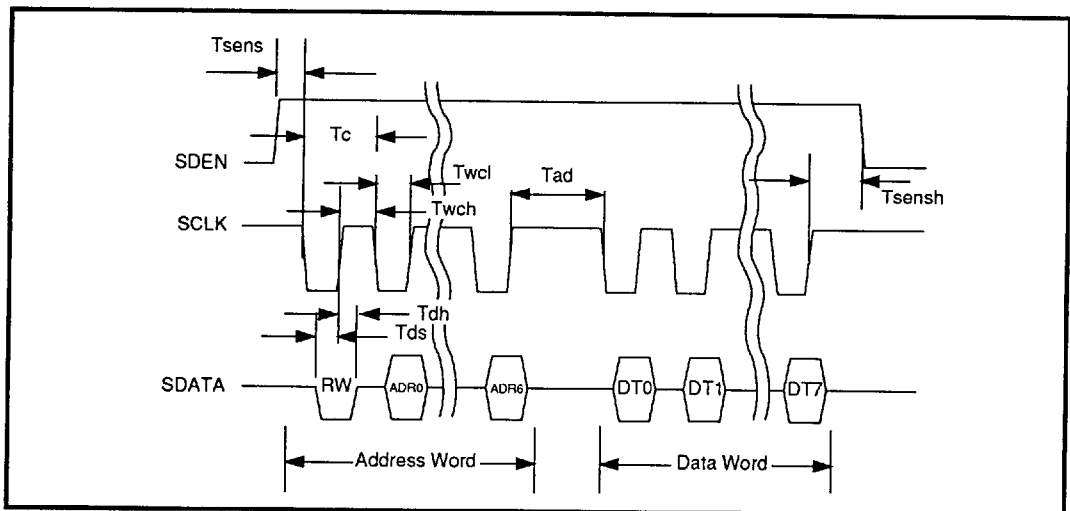 Tsens
Tc
SDEN
Twcl
Tad
Tsensh
Twch
SCLK
Tdh
Tds
SDATA
RW
ADR0
ADR6
DT0
DT1
DT7
Address Word
Data Word